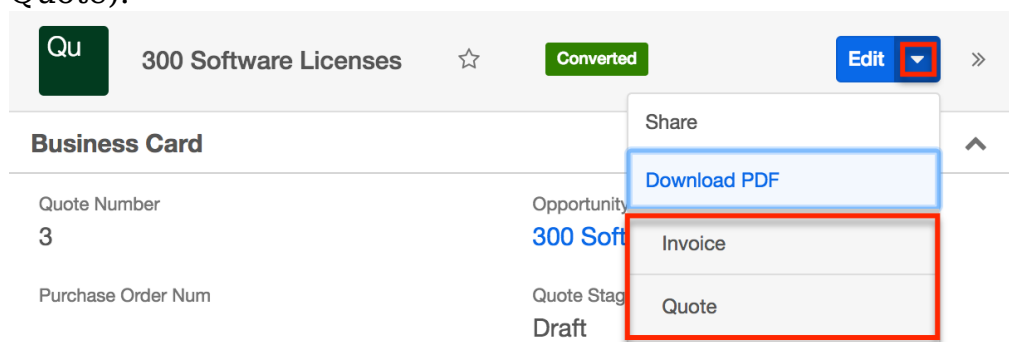 Quote).
Qu
300 Software Licenses
Converted
Edit
Share
Business Card
Download PDF
Quote Number
Opportunity
3
300 Soft
Invoice
Purchase Order Num
Quote Stag
Quote
Draft